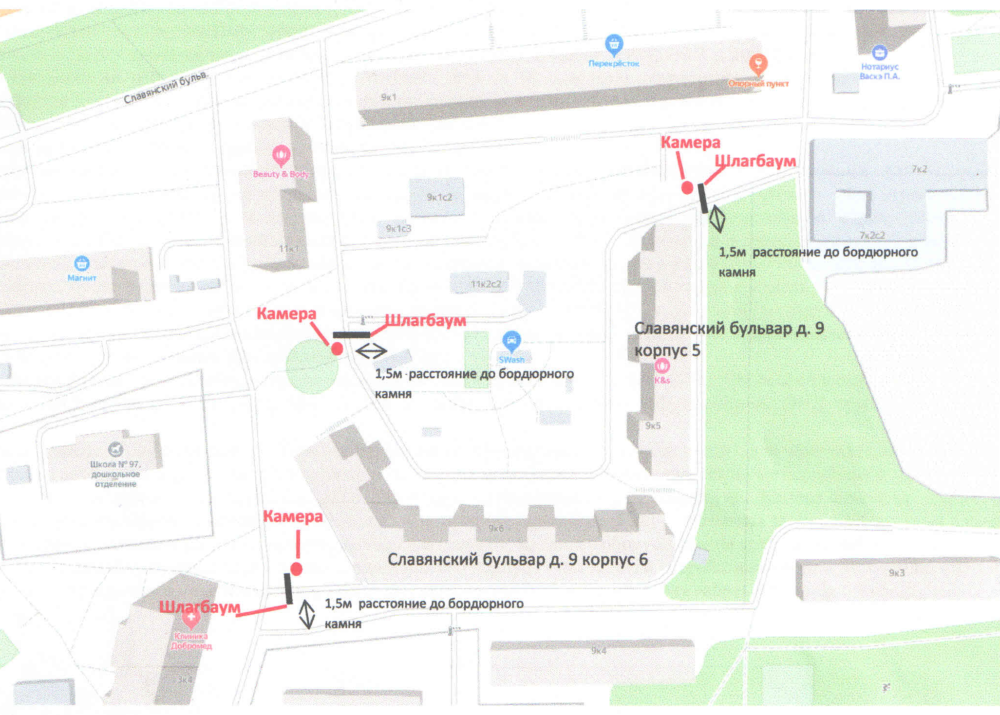 Славянский бульв.
Перекрёсток
Опорный пункт
Нотариус
Васкэ П.А.
9к1
Камера
Шлагбаум
Beauty & Body
7к2
9к1с2
9к1с3
7к2с2
11к1
1,5м расстояние до бордюрного
камня
Магнит
11к2с2
Камера
Шлагбаум
Славянский бульвар д. 9
корпус 5
SWash
1,5м расстояние до бордюрного
камня
K&s
9к5
Школа № 97,
дошкольное
отделение
Камера
9к6
Славянский бульвар д. 9 корпус 6
9к3
Шлагбаум
1,5м расстояние до бордюрного
камня
Клиника
Добромед
9к4
3к4